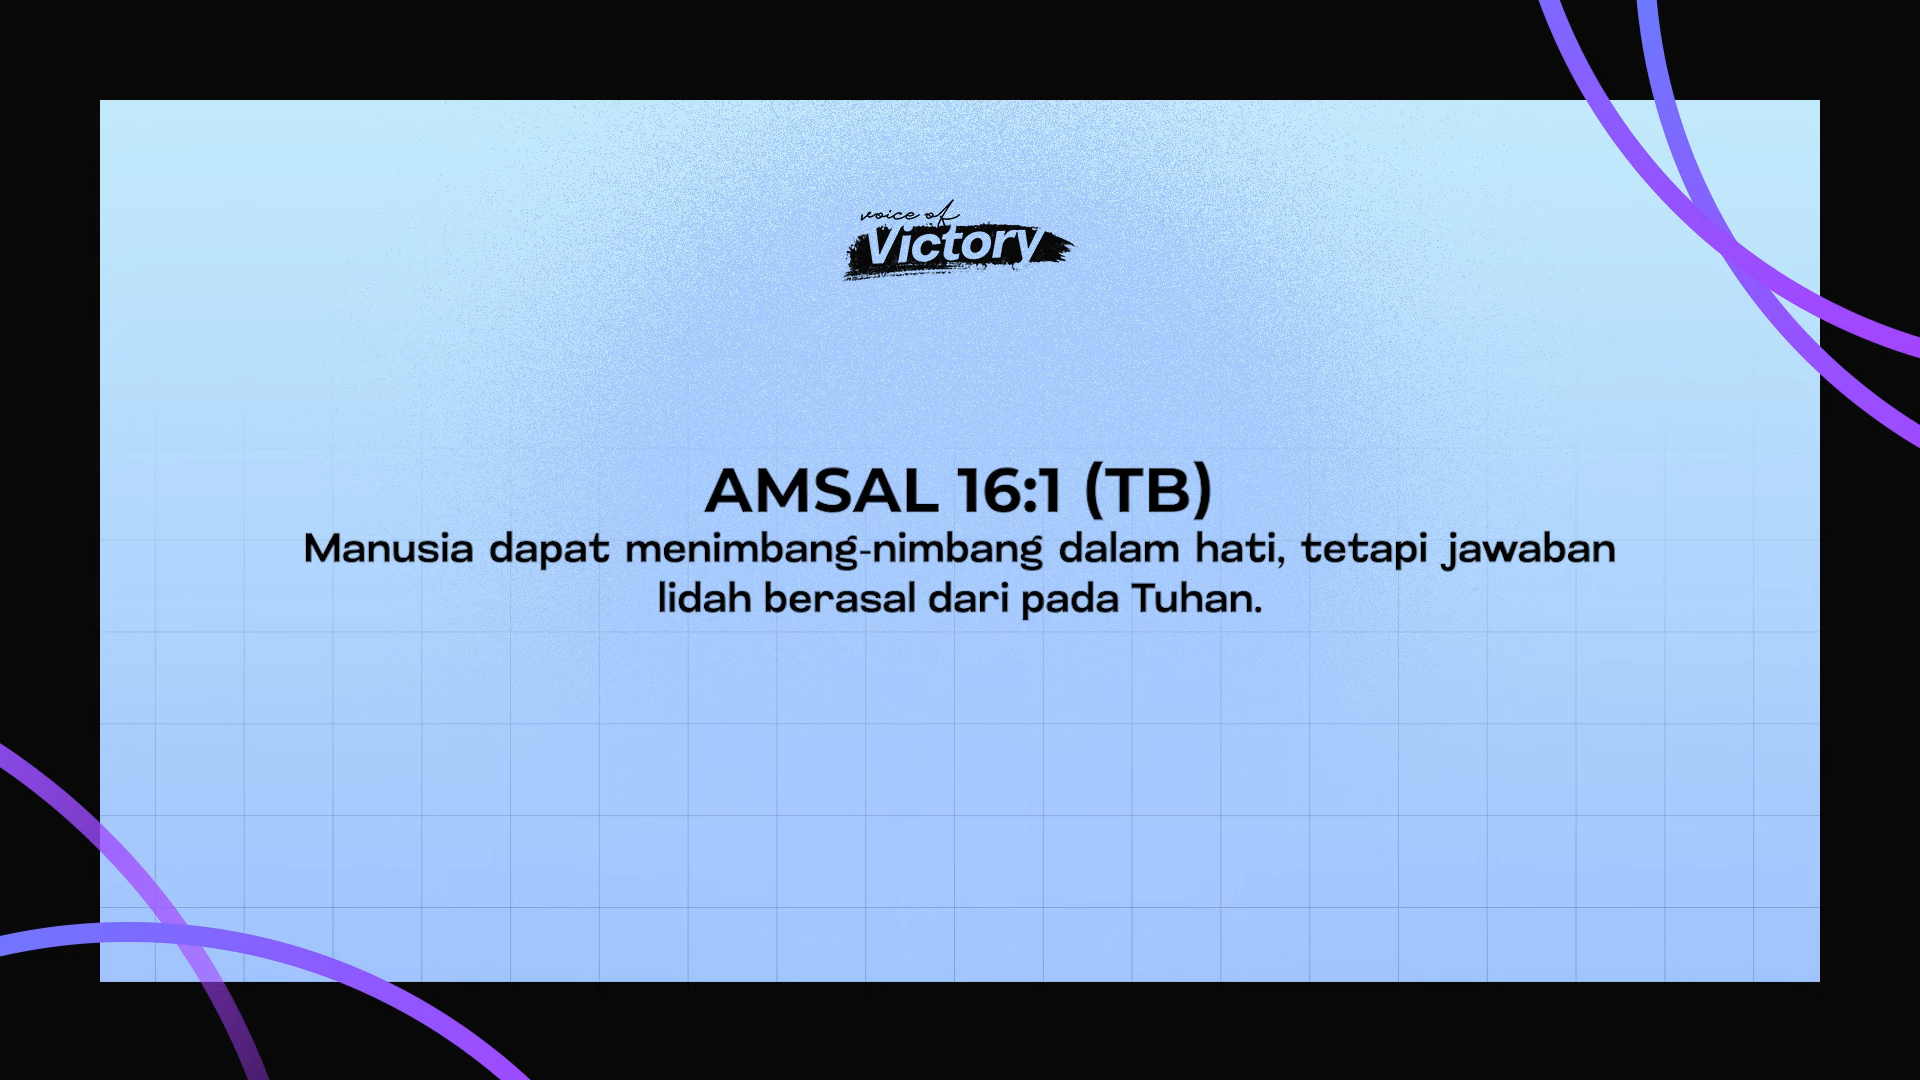 voice of
Victory
AMSAL 16:1 (TB)
Manusia dapat menimbang-nimbang dalam hati, tetapi jawaban
lidah berasal dari pada Tuhan.